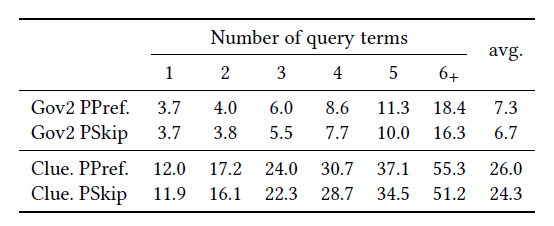 Number of query terms avg.
1 2 3 4 5 6+
Gov2 PPref. 3.7 4.0 6.0 8.6 11.3 18.4 7.3
Gov2 PSkip 3.7 3.8 5.5 7.7 10.0 16.3 6.7
Clue. PPref. 12.0 17.2 24.0 30.7 37.1 55.3 26.0
Clue. PSkip 11.9 16.1 22.3 28.7 34.5 51.2 24.3